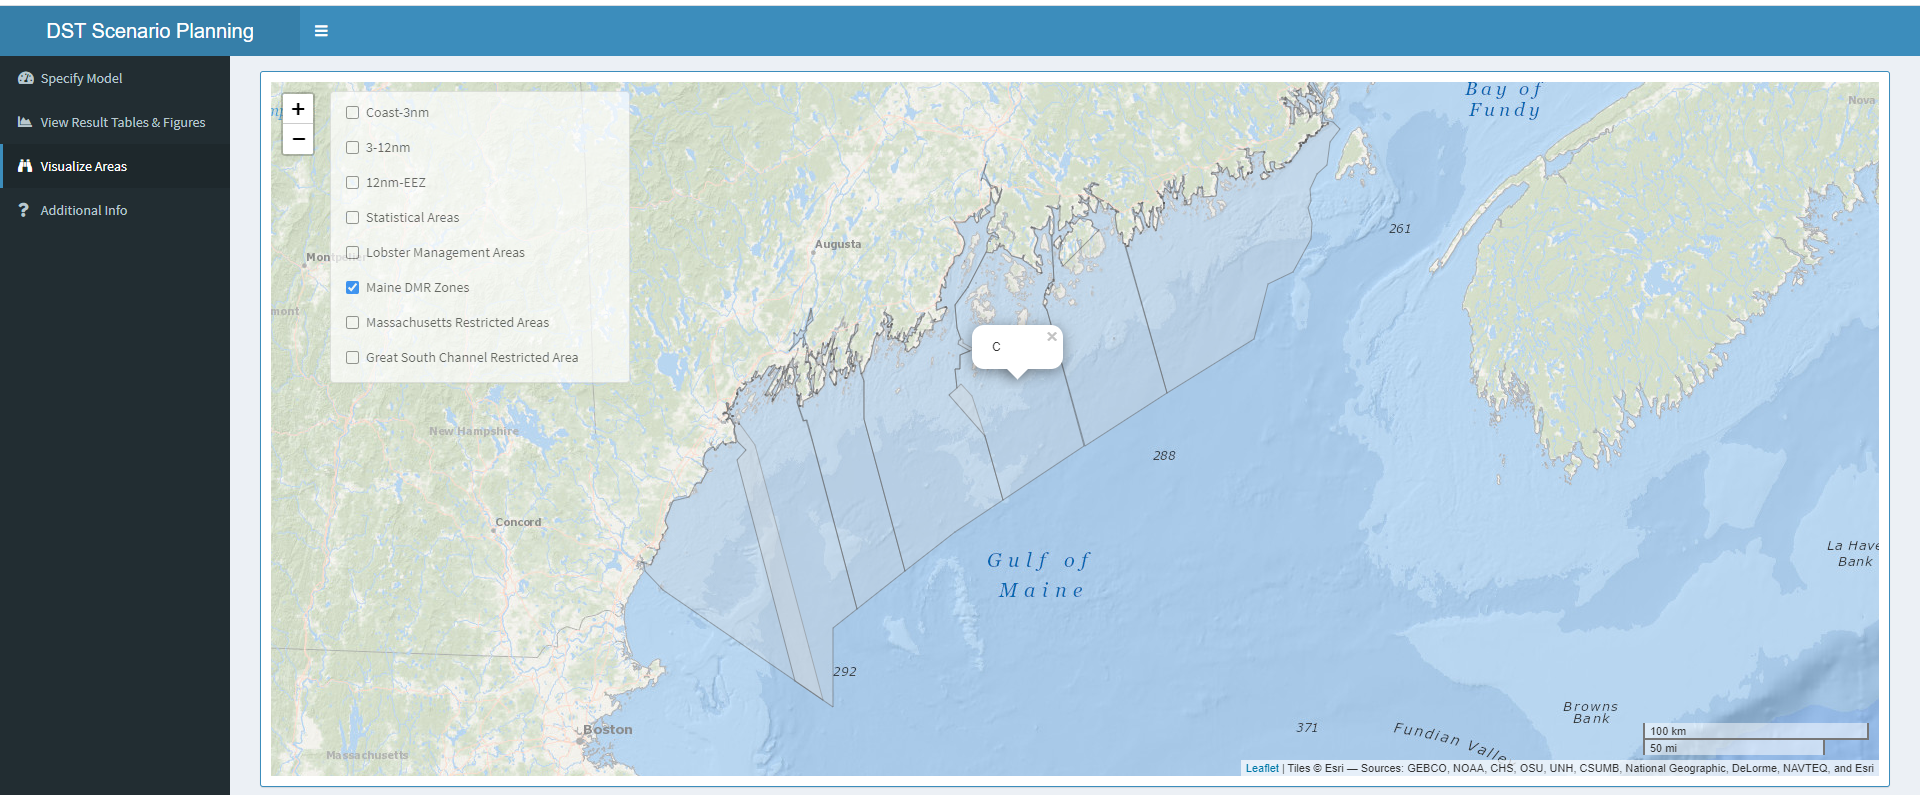 DST Scenario Planning
Specify Model
View Result Tables & Figures
Visualize Areas
Additional Info
+
−
Coast-3nm
3-12nm
12nm-EEZ
Statistical Areas
Lobster Management Areas
Maine DMR Zones
Massachusetts Restricted Areas
Great South Channel Restricted Area
Bay of
Fundy
Nova
261
Augusta
mont
C
×
New Hampshire
288
Concord
Gulf of
Maine
La Have
Bank
292
Browns
Bank
371
Fundian Valle
Boston
Massachusetts
100 km
50 mi
Leaflet | Tiles © Esri — Sources: GEBCO, NOAA, CHS, OSU, UNH, CSUMB, National Geographic, DeLorme, NAVTEQ, and Esri